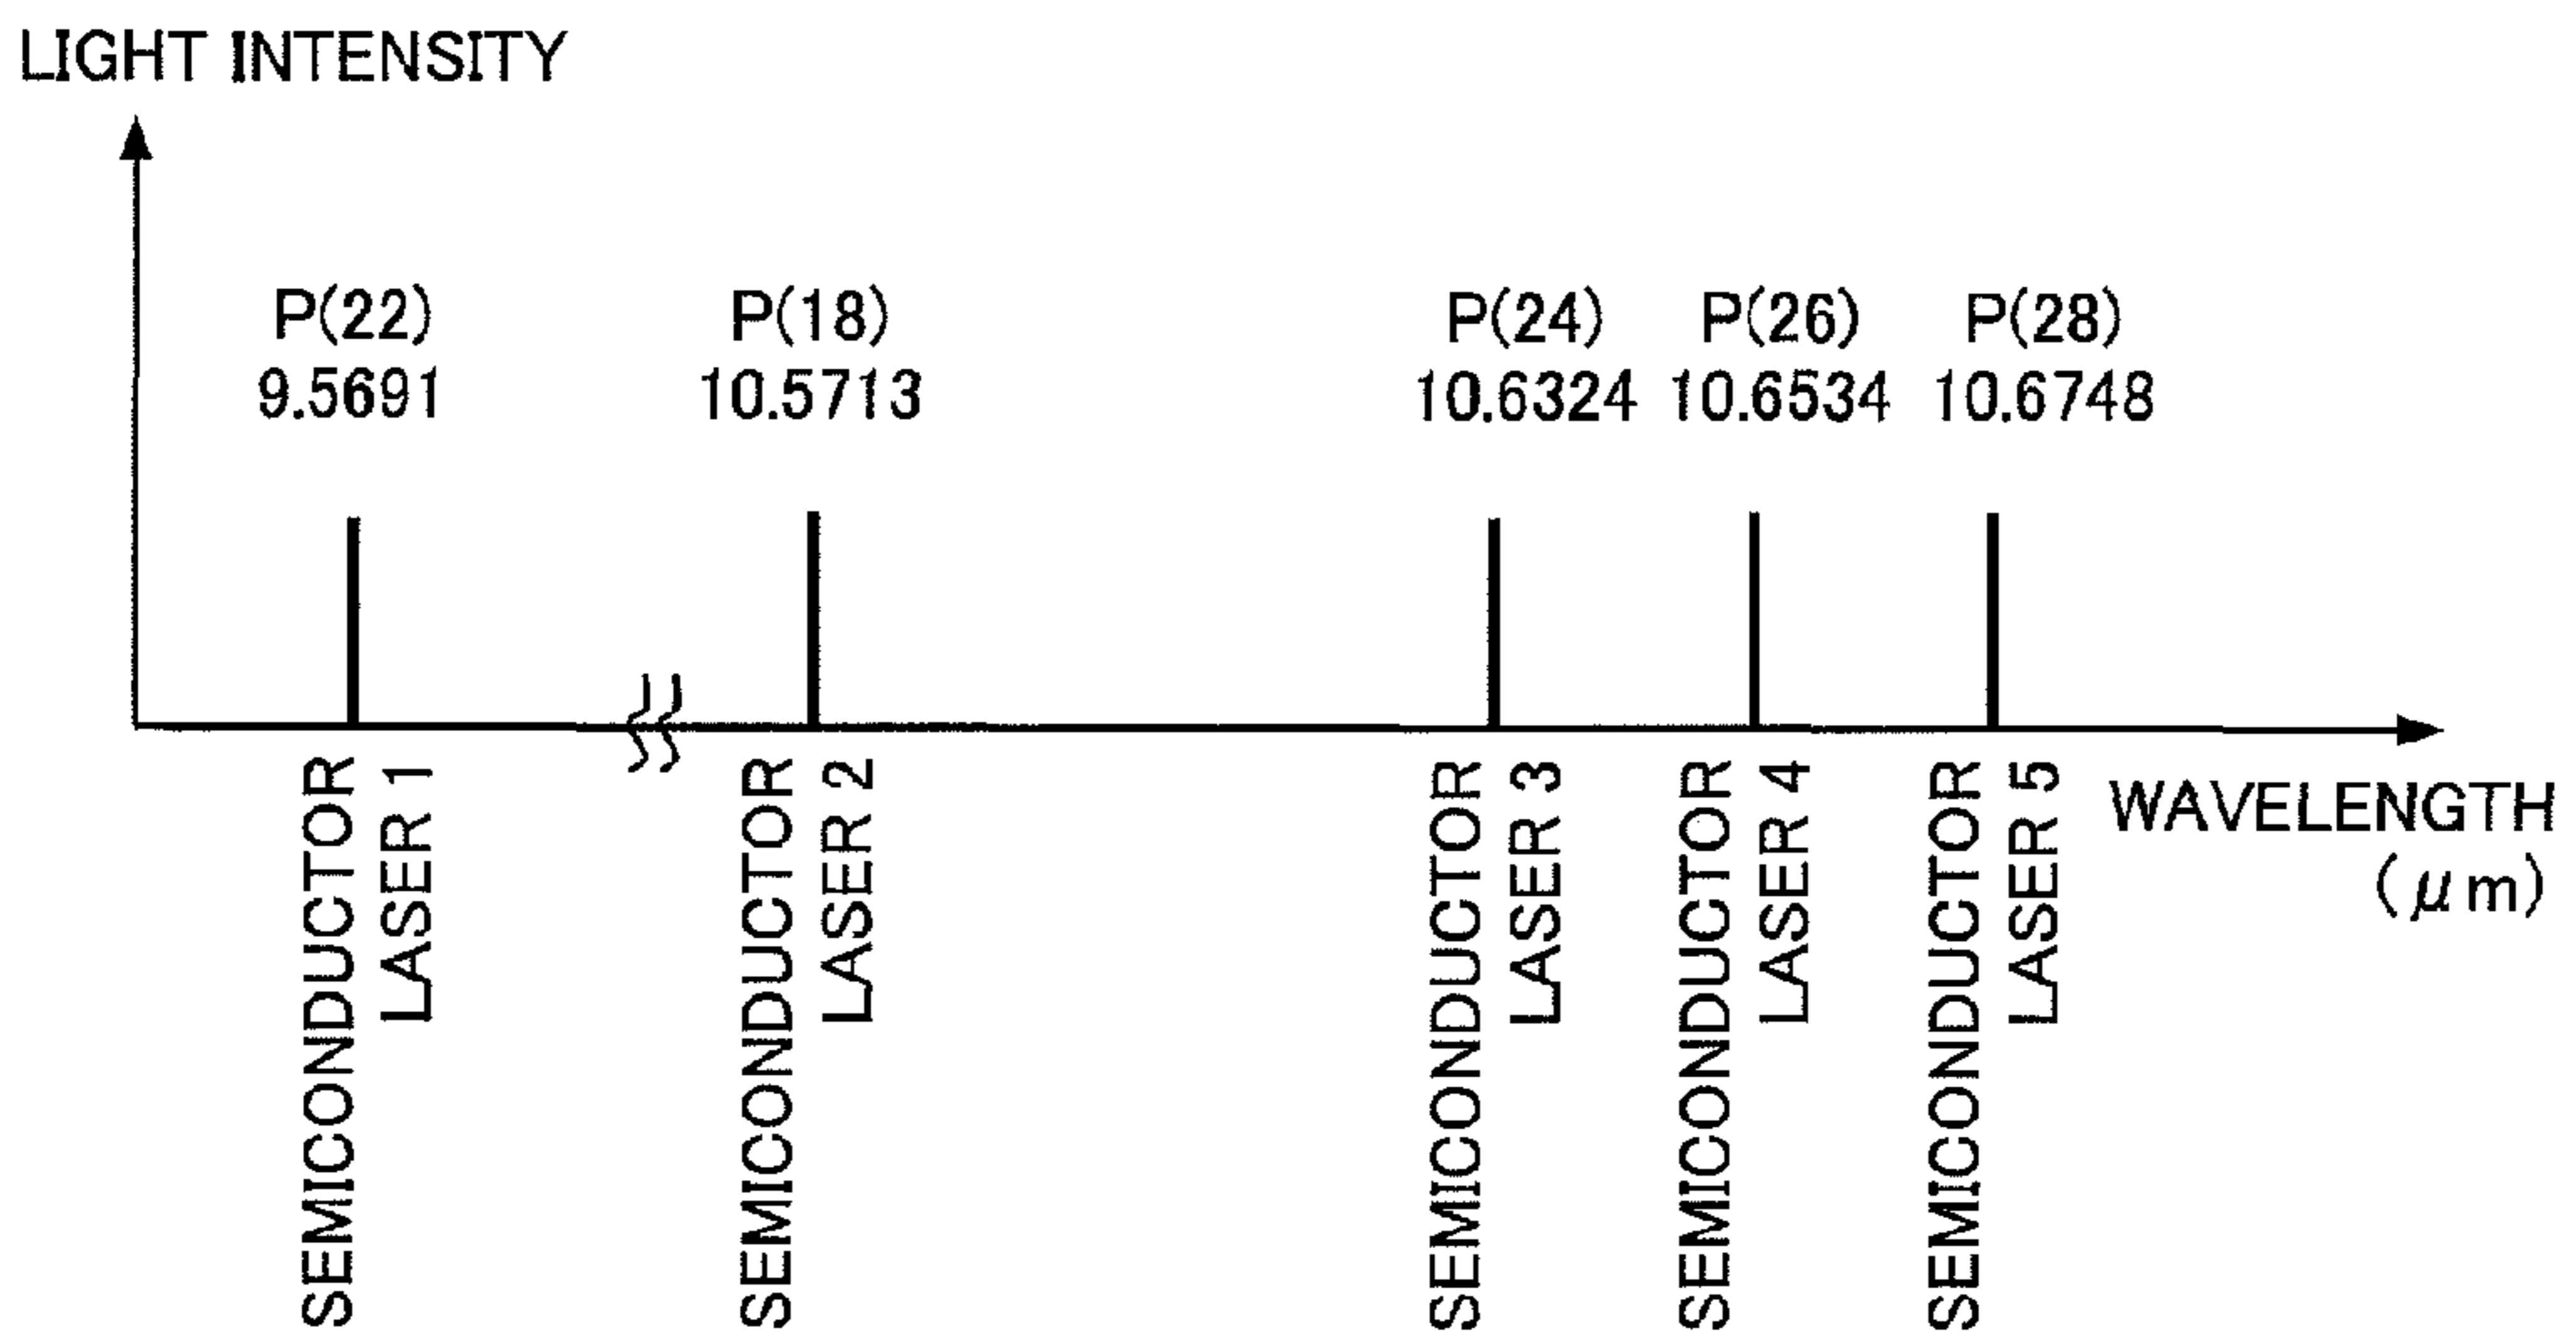 LIGHT INTENSITY
P(22)
9.5691
P(18)
10.5713
P(24)
10.6324
P(26)
10.6534
P(28)
10.6748
SEMICONDUCTOR
LASER 1
SEMICONDUCTOR
LASER 2
SEMICONDUCTOR
LASER 3
SEMICONDUCTOR
LASER 4
SEMICONDUCTOR
LASER 5
WAVELENGTH
(μm)